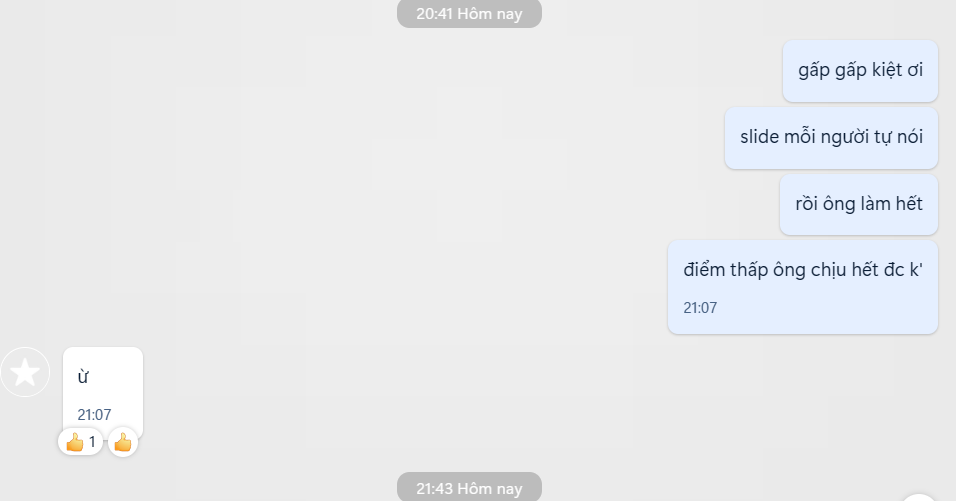 20:41 Hôm nay
gấp gấp kiệt ơi
slide mỗi người tự nói
rồi ông làm hết
điểm thấp ông chịu hết đc k'
21:07
ừ
21:07
1
21:43 Hôm nay